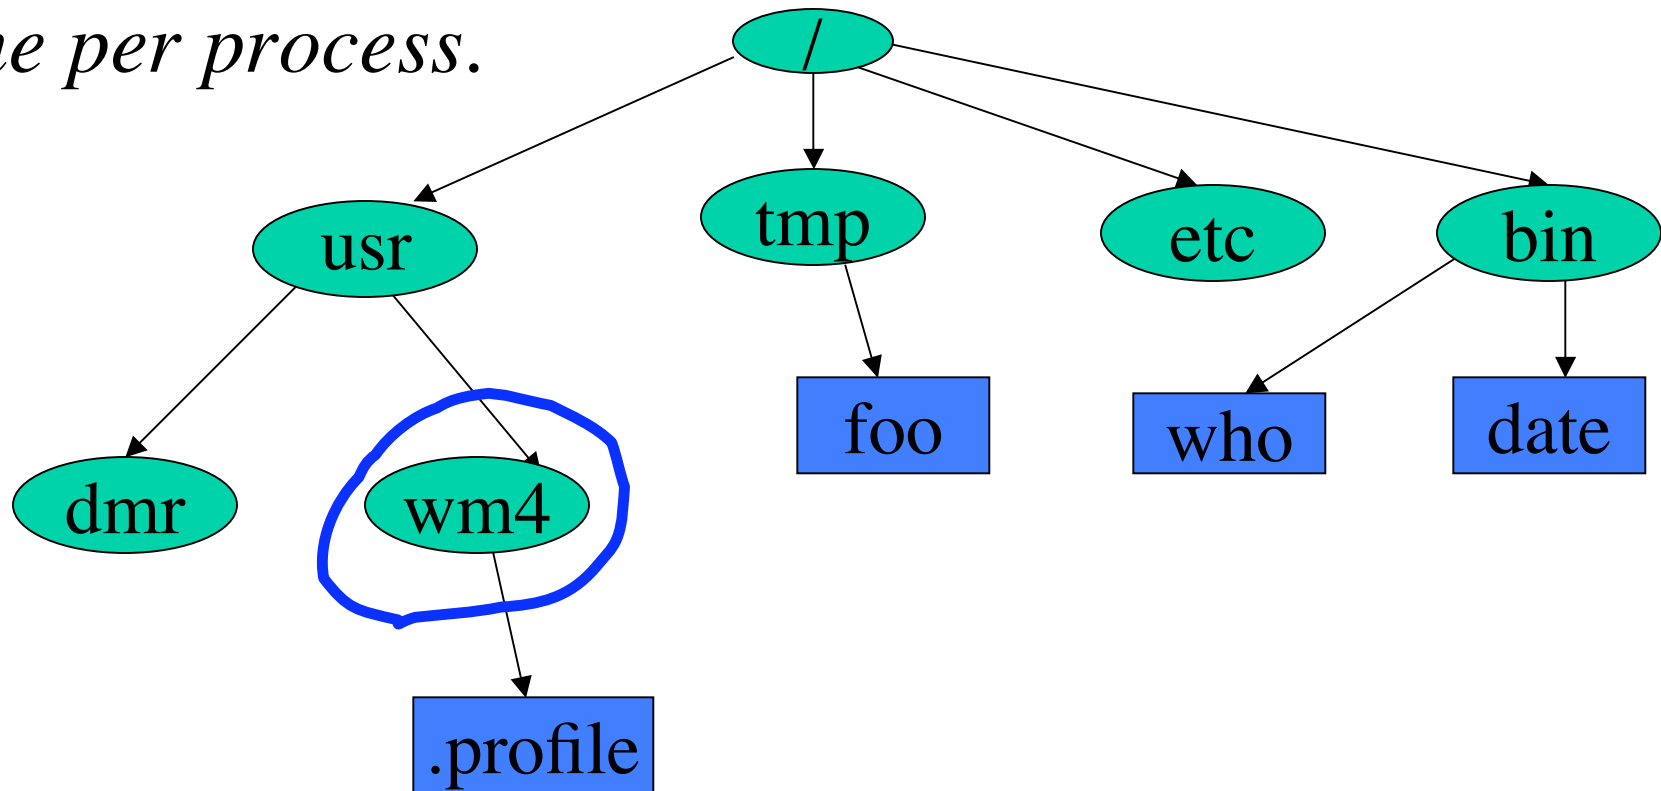 per process.
/
usr
tmp
etc
bin
dmr
wm4
foo
who
date
.profile